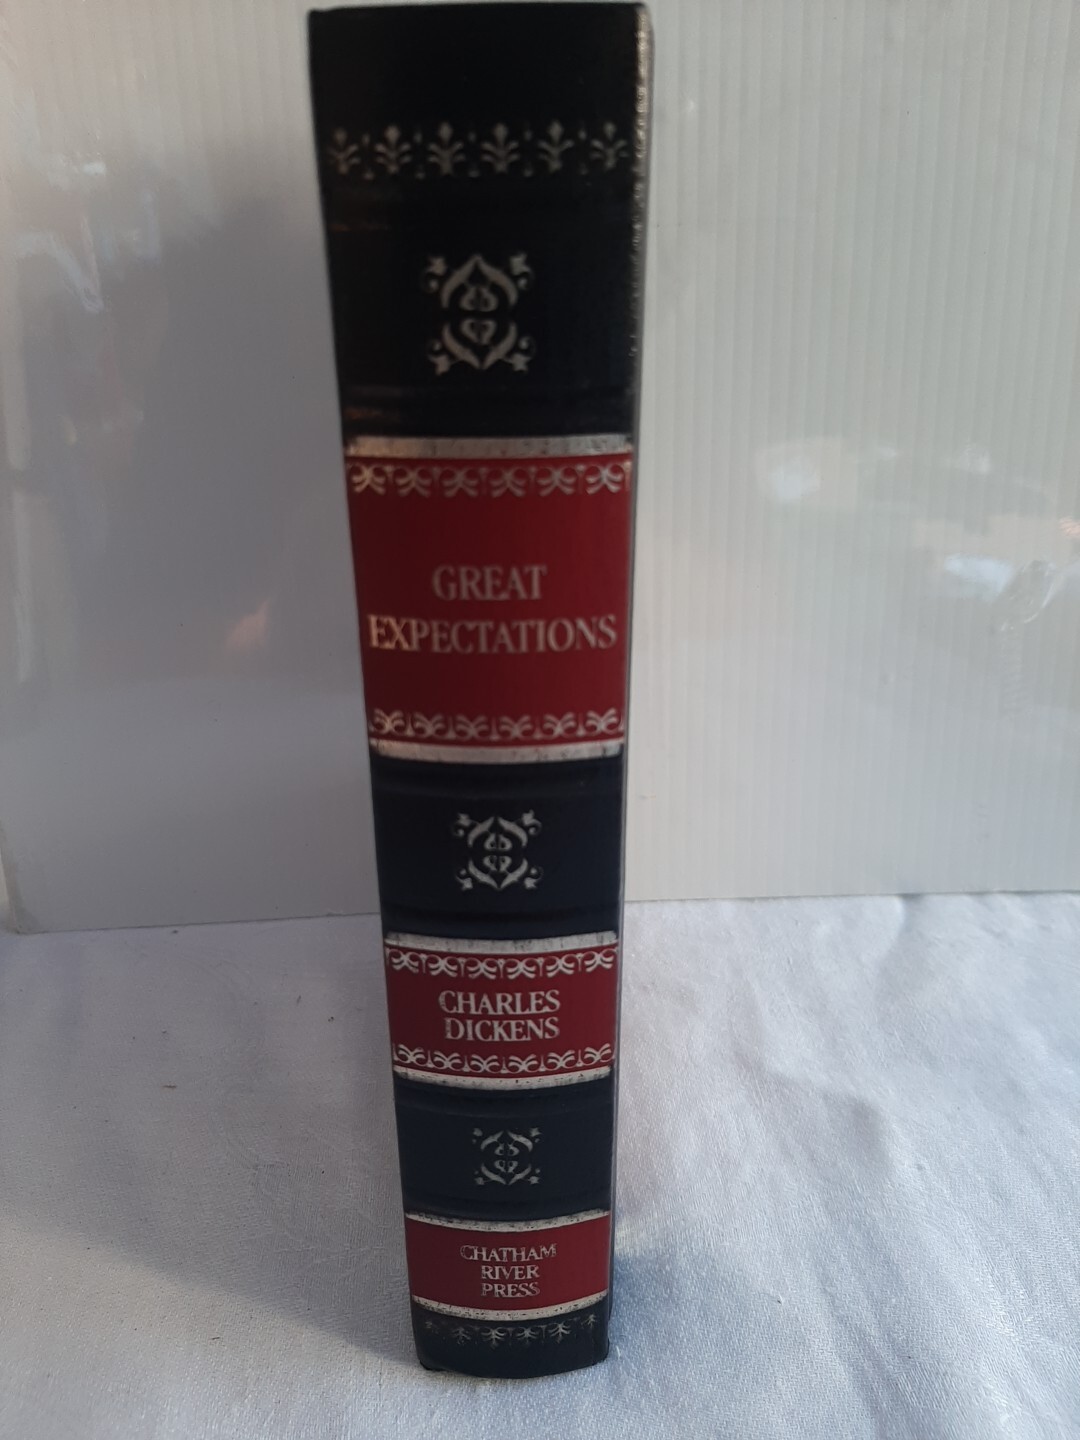 GREAT
EXPECTATIONS
CHARLES
DICKENS
CHATHAM
RIVER
PRESS